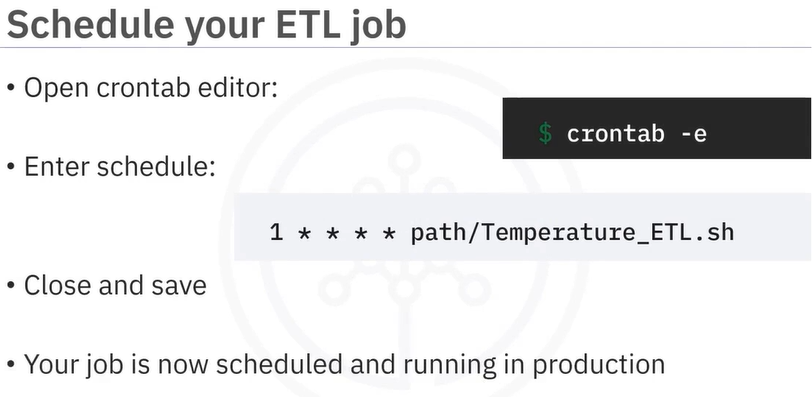 Schedule your ETL job
• Open crontab editor:
$ crontab -e
• Enter schedule:
1 * * * * path/Temperature_ETL.sh
• Close and save
• Your job is now scheduled and running in production